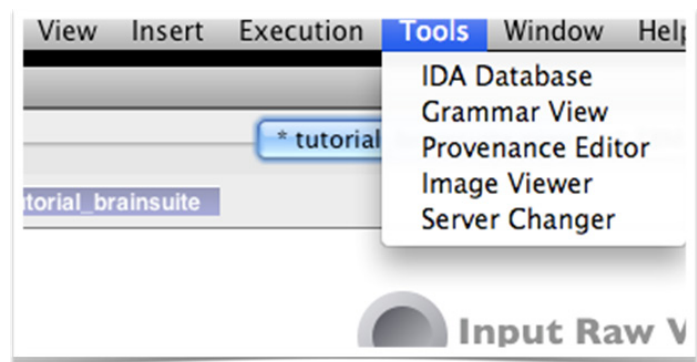 View Insert Execution Tools Window
IDA Database
Grammar View
* tutorial
Provenance Editor
Image Viewer
torial_brainsuite
Server Changer
Input Raw